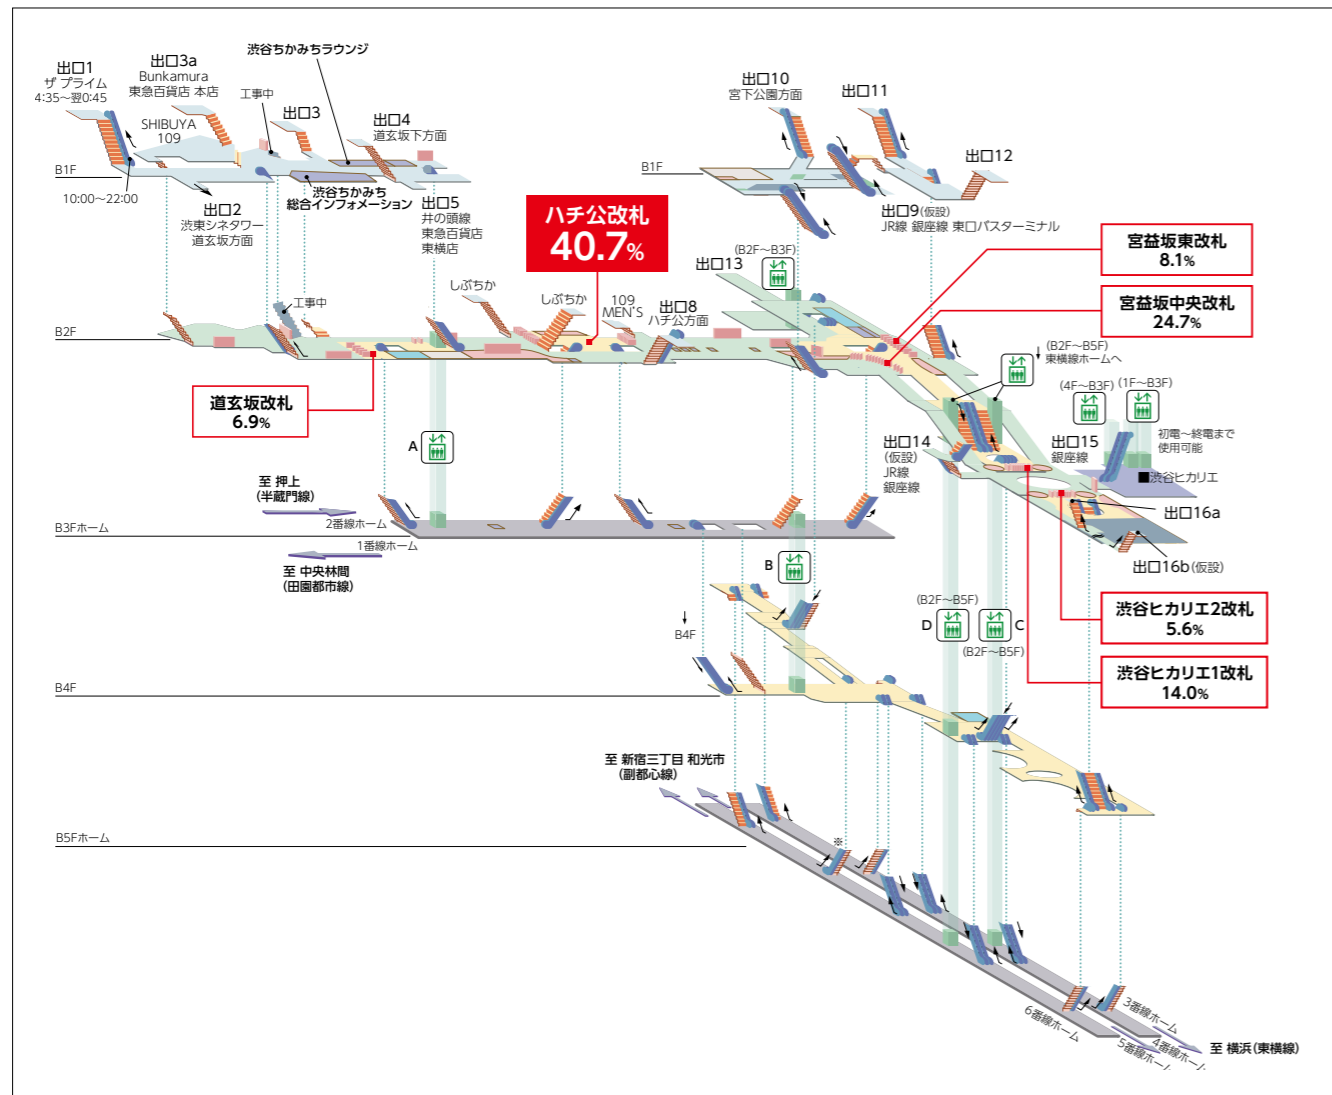 出口1
ザ プライム
4:35～翌0:45
出口3a
Bunkamura
東急百貨店 本店
渋谷ちかみちラウンジ
工事中
出口3
出口4
道玄坂下方面
SHIBUYA
109
B1F
10:00～22:00
出口2
渋東シネタワー
道玄坂方面
渋谷ちかみち
総合インフォメーション
出口5
井の頭線
東急百貨店
東横店
出口10
宮下公園方面
出口11
出口12
B1F
出口9(仮設)
JR線 銀座線 東口バスターミナル
ハチ公改札
40.7%
宮益坂東改札
8.1%
宮益坂中央改札
24.7%
(B2F～B3F)
出口13
工事中
しぶちか
しぶちか
109
MEN'S
出口8
ハチ公方面
B2F
道玄坂改札
6.9%
(B2F～B5F)
東横線ホームへ
(4F～B3F)
(1F～B3F)
初電～終電まで
使用可能
■渋谷ヒカリエ
出口14
(仮設)
JR線
銀座線
出口15
銀座線
出口16a
出口16b(仮設)
A
至 押上
(半蔵門線)
2番線ホーム
B3Fホーム
1番線ホーム
至 中央林間
(田園都市線)
B
B4F
(B2F～B5F)
D
C
(B2F～B5F)
渋谷ヒカリエ2改札
5.6%
渋谷ヒカリエ1改札
14.0%
B4F
至 新宿三丁目 和光市
(副都心線)
B5Fホーム
※
3番線ホーム
4番線ホーム
5番線ホーム
6番線ホーム
至 横浜(東横線)